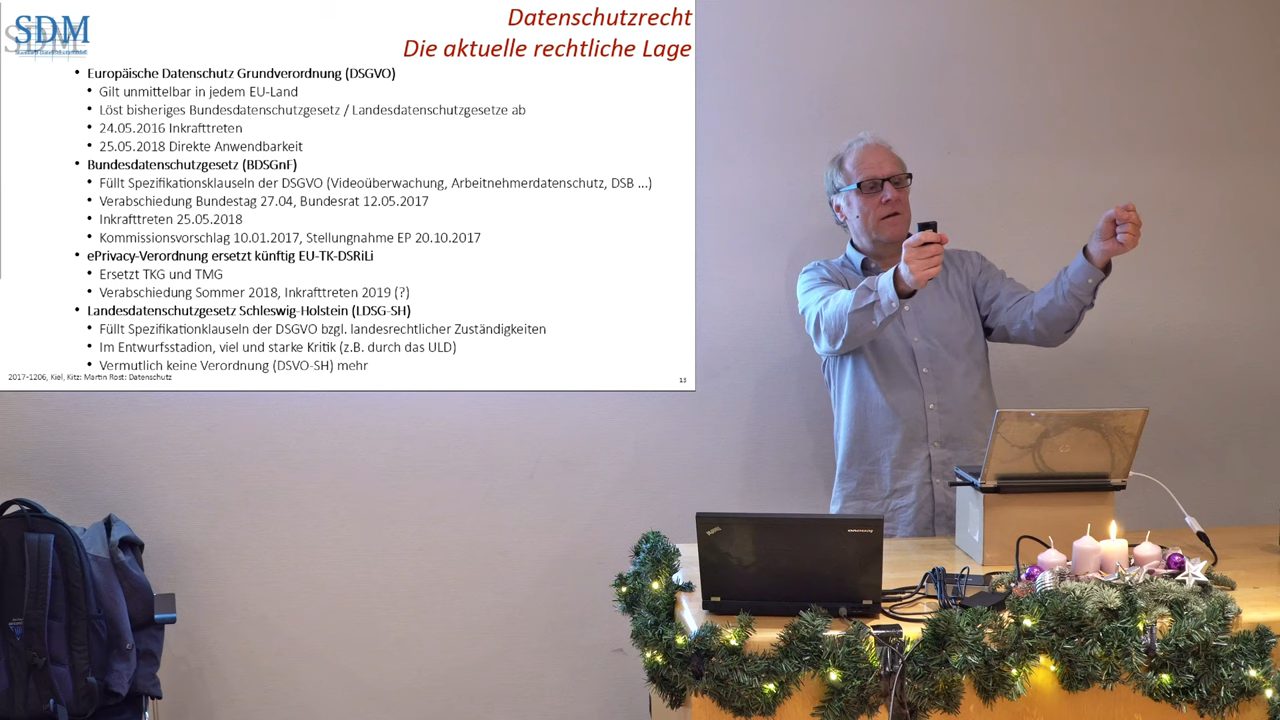 SDM
Datenschutzrecht
Die aktuelle rechtliche Lage
• Europäische Datenschutz Grundverordnung (DSGVO)
• Gilt unmittelbar in jedem EU-Land
• Löst bisheriges Bundesdatenschutzgesetz / Landesdatenschutzgesetze ab
• 24.05.2016 Inkrafttreten
• 25.05.2018 Direkte Anwendbarkeit
• Bundesdatenschutzgesetz (BDSGnF)
• Füllt Spezifikationsklauseln der DSGVO (Videoüberwachung, Arbeitnehmerdatenschutz, DSB ...)
• Verabschiedung Bundestag 27.04, Bundesrat 12.05.2017
• Inkrafttreten 25.05.2018
• Kommissionsvorschlag 10.01.2017, Stellungnahme EP 20.10.2017
• ePrivacy-Verordnung ersetzt künftig EU-TK-DSRiLi
• Ersetzt TKG und TMG
• Verabschiedung Sommer 2018, Inkrafttreten 2019 (?)
• Landesdatenschutzgesetz Schleswig-Holstein (LDSG-SH)
• Füllt Spezifikationklauseln der DSGVO bzgl. landesrechtlicher Zuständigkeiten
• Im Entwurfsstadion, viel und starke Kritik (z.B. durch das ULD)
• Vermutlich keine Verordnung (DSVO-SH) mehr
2017-1206, Kiel, Kitz: Martin Rost: Datenschutz
13
ThinkPad